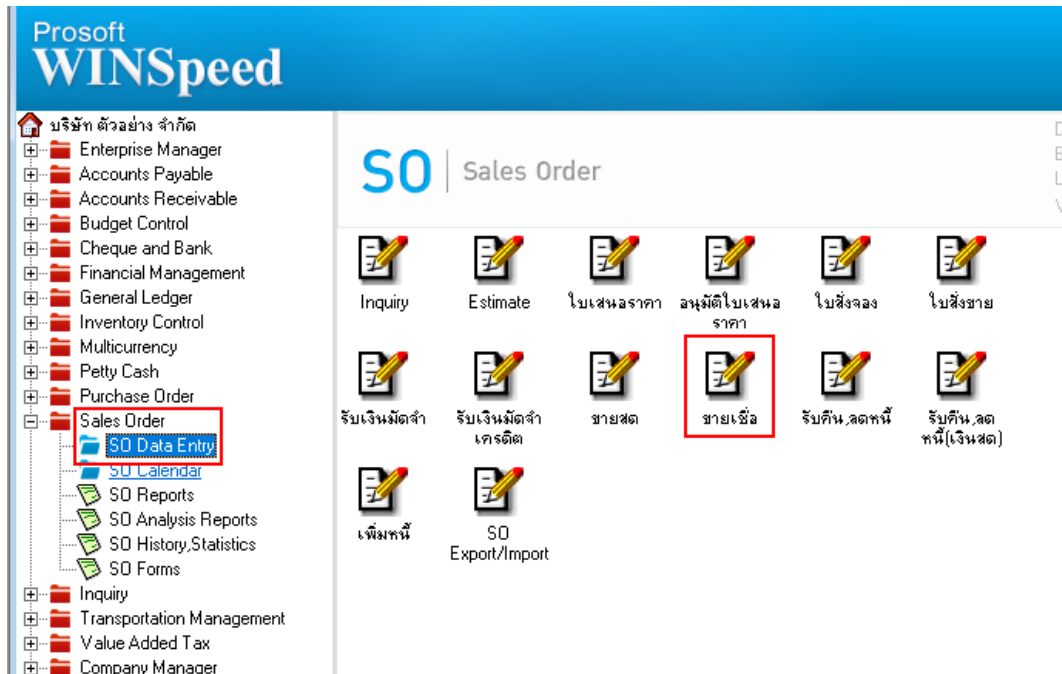 Prosoft
WINSpeed
บริษัท ตัวอย่าง จำกัด
Enterprise Manager
Accounts Payable
Accounts Receivable
Budget Control
Cheque and Bank
Financial Management
General Ledger
Inventory Control
Multicurrency
Petty Cash
Purchase Order
Sales Order
SO Data Entry
SO Calendar
SO Reports
SO Analysis Reports
SO History,Statistics
SO Forms
Inquiry
Transportation Management
Value Added Tax
Company Manager
SO | Sales Order
Inquiry
Estimate
ใบเสนอราคา
อนุมัติใบเสนอ
ราคา
ใบสั่งจอง
ใบสั่งขาย
รับเงินมัดจำ
รับเงินมัดจำ
เครดิต
ขายสด
ขายเชื่อ
รับคืน,ลดหนี้
รับคืน,ลด
หนี้(เงินสด)
เพิ่มหนี้
SO
Export/Import